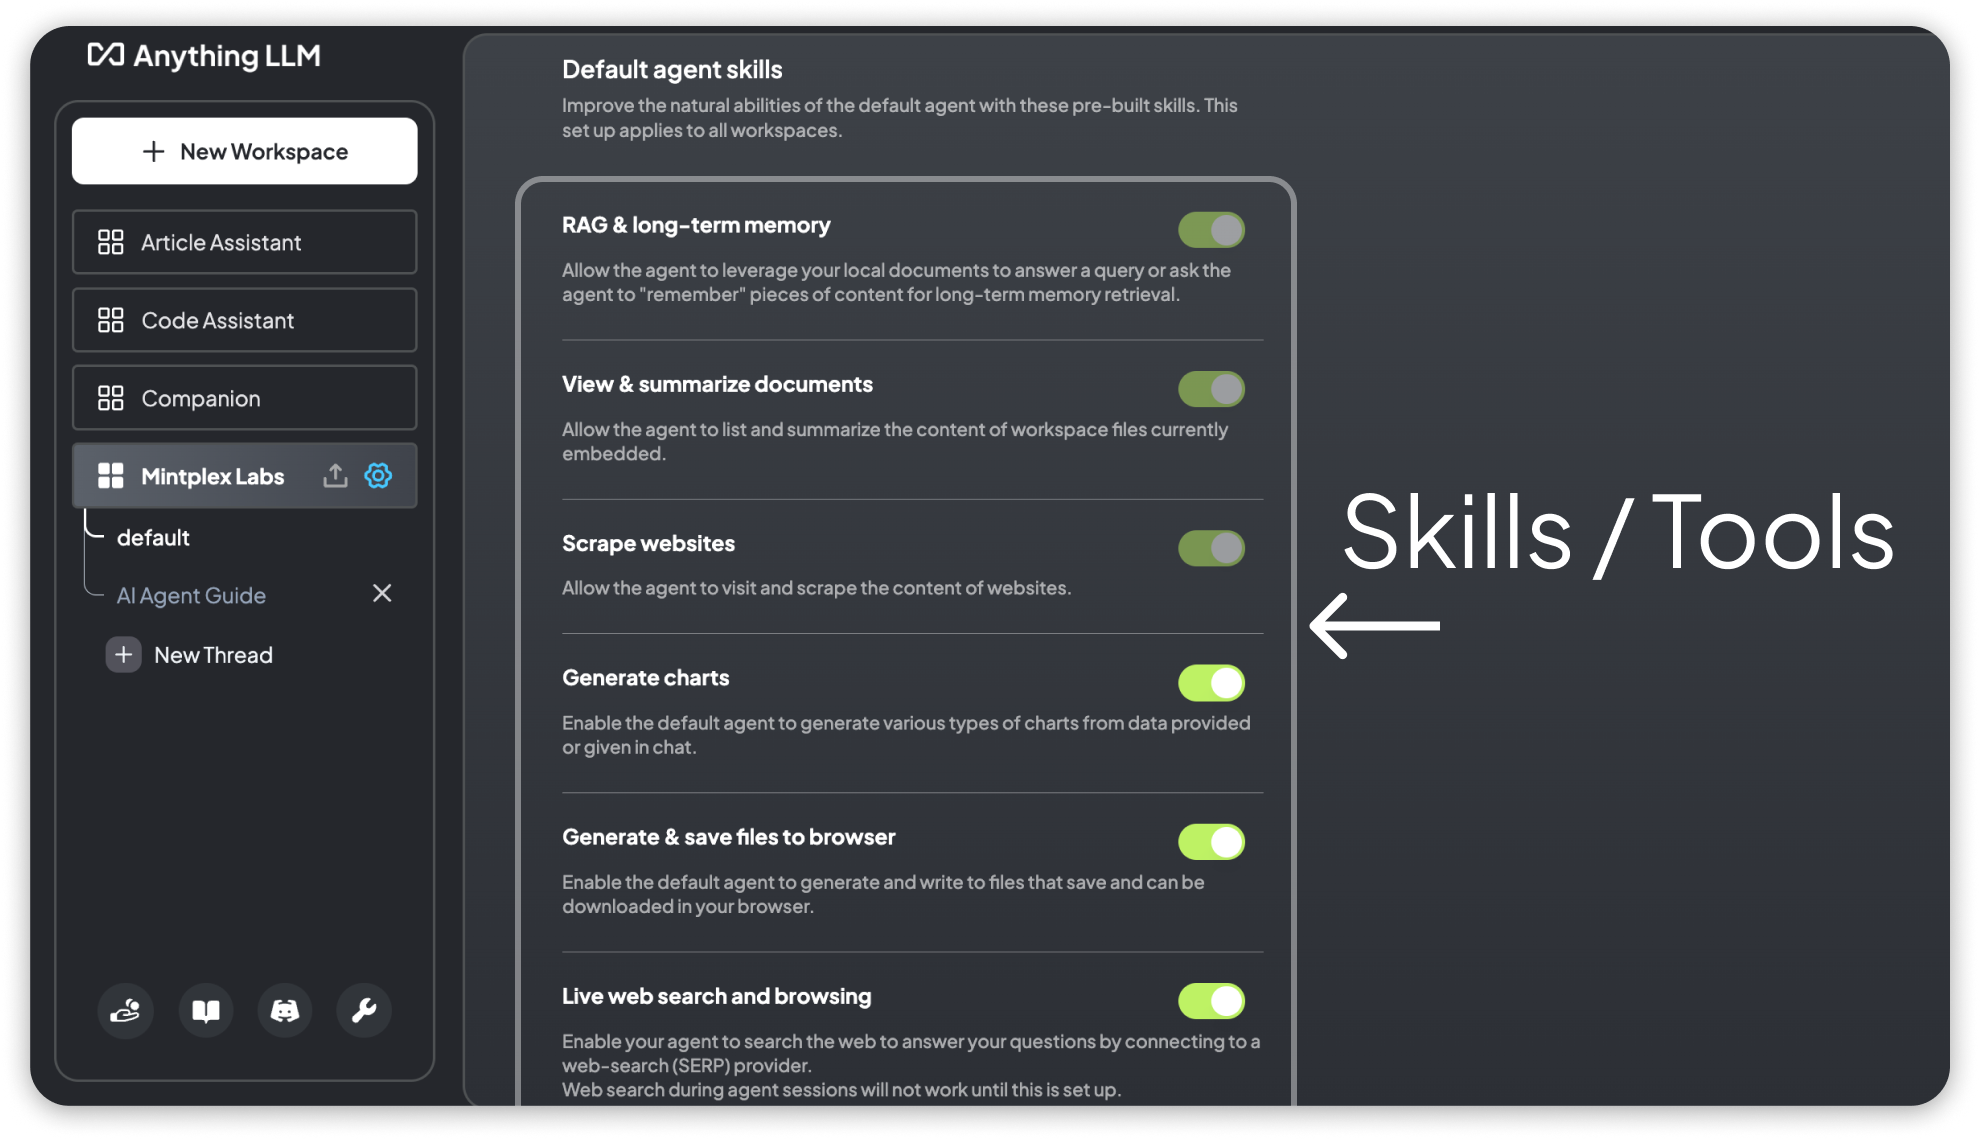 Anything LLM
New Workspace
Article Assistant
Code Assistant
Companion
Mintplex Labs
default
AI Agent Guide
New Thread
Default agent skills
Improve the natural abilities of the default agent with these pre-built skills. This
set up applies to all workspaces.
RAG & long-term memory
Allow the agent to leverage your local documents to answer a query or ask the
agent to "remember" pieces of content for long-term memory retrieval.
View & summarize documents
Allow the agent to list and summarize the content of workspace files currently
embedded.
Scrape websites
Allow the agent to visit and scrape the content of websites.
Generate charts
Enable the default agent to generate various types of charts from data provided
or given in chat.
Generate & save files to browser
Enable the default agent to generate and write to files that save and can be
downloaded in your browser.
Live web search and browsing
Enable your agent to search the web to answer your questions by connecting to a
web-search (SERP) provider.
Web search during agent sessions will not work until this is set up.
Skills / Tools